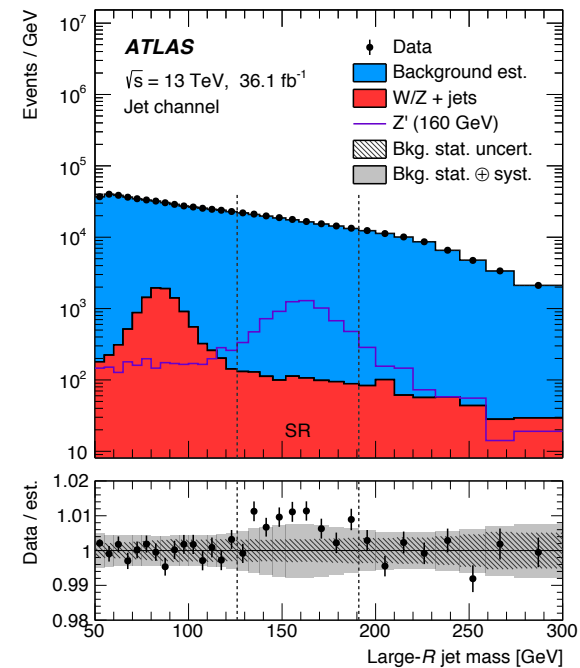 Events / GeV
10⁷
10⁶
10⁵
10⁴
10³
10²
10
ATLAS
√s = 13 TeV, 36.1 fb⁻¹
Jet channel
Data
Background est.
W/Z + jets
Z' (160 GeV)
Bkg. stat. uncert.
Bkg. stat. ⊕ syst.
SR
Data / est.
1.02
1.01
1
0.99
0.98
50 100 150 200 250 300
Large-R jet mass [GeV]